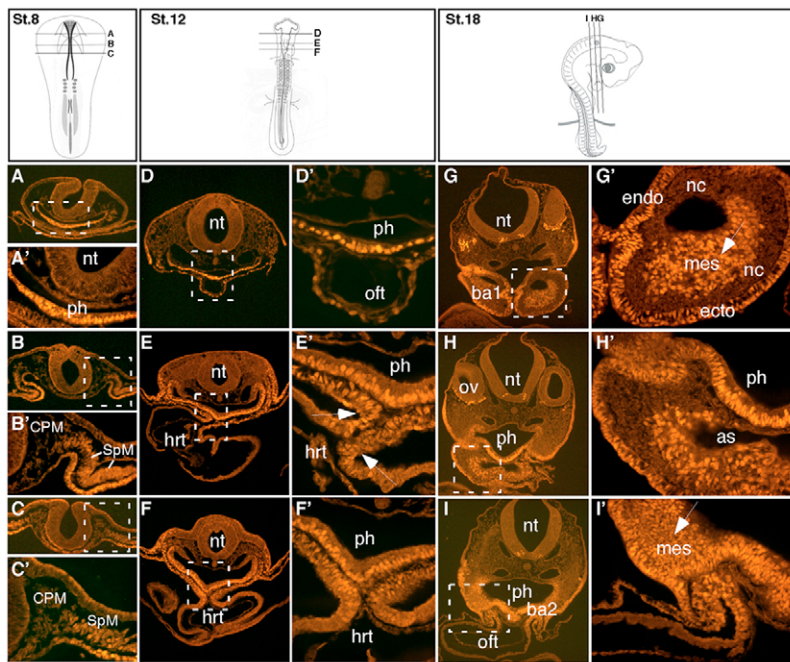 St.8
A
B
C
St.12
D
E
F
St.18
I HG
A
D
nt
D'
ph
oft
G
nt
ba1
G'
endo
nc
mes
nc
ecto
A'
nt
ph
B
E
nt
hrt
E'
ph
hrt
H
ov
nt
ph
H'
ph
as
B'
CPM
SpM
C
F
nt
hrt
F'
ph
hrt
I
nt
ph
ba2
oft
I'
mes
C'
CPM
SpM